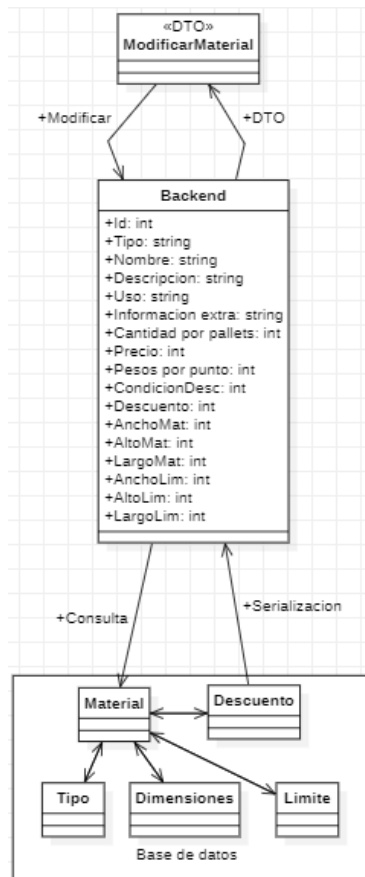 «DTO»
ModificarMaterial
+Modificar
+DTO
Backend
+Id: int
+Tipo: string
+Nombre: string
+Descripcion: string
+Uso: string
+Informacion extra: string
+Cantidad por pallets: int
+Precio: int
+Pesos por punto: int
+CondicionDesc: int
+Descuento: int
+AnchoMat: int
+AltoMat: int
+LargoMat: int
+AnchoLim: int
+AltoLim: int
+LargoLim: int
+Consulta
+Serializacion
Material
Descuento
Tipo
Dimensiones
Limite
Base de datos